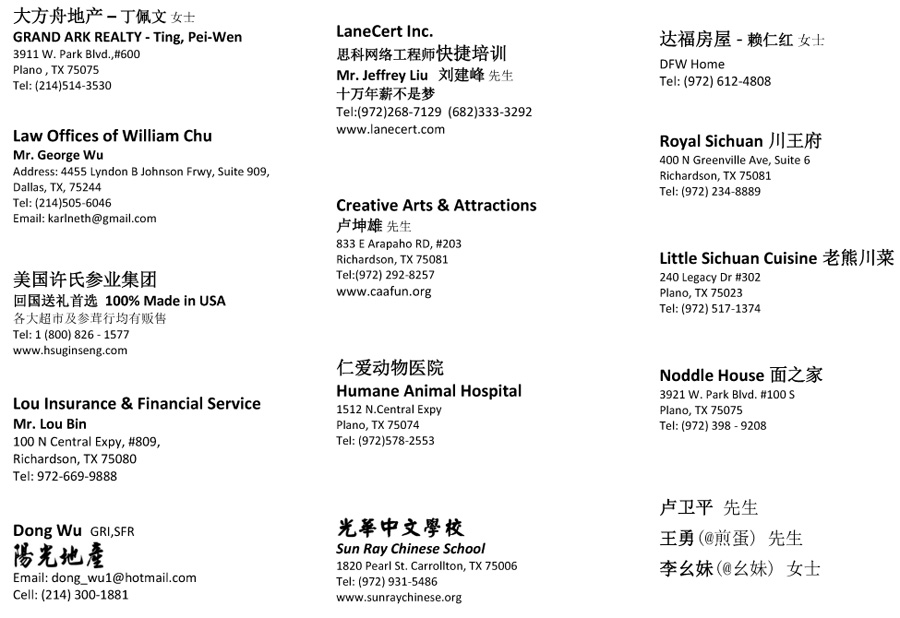 大方舟地产 – 丁佩文 女士
GRAND ARK REALTY - Ting, Pei-Wen
3911 W. Park Blvd.,#600
Plano , TX 75075
Tel: (214)514-3530
Law Offices of William Chu
Mr. George Wu
Address: 4455 Lyndon B Johnson Frwy, Suite 909,
Dallas, TX, 75244
Tel: (214)505-6046
Email: karlneth@gmail.com
美国许氏参业集团
回国送礼首选 100% Made in USA
各大超市及参茸行均有贩售
Tel: 1 (800) 826 - 1577
www.hsuginseng.com
Lou Insurance & Financial Service
Mr. Lou Bin
100 N Central Expy, #809,
Richardson, TX 75080
Tel: 972-669-9888
Dong Wu GRI,SFR
陽光地產
Email: dong_wu1@hotmail.com
Cell: (214) 300-1881
LaneCert Inc.
思科网络工程师快捷培训
Mr. Jeffrey Liu 刘建峰 先生
十万年薪不是梦
Tel:(972)268-7129 (682)333-3292
www.lanecert.com
Creative Arts & Attractions
卢坤雄 先生
833 E Arapaho RD, #203
Richardson, TX 75081
Tel:(972) 292-8257
www.caafun.org
仁爱动物医院
Humane Animal Hospital
1512 N.Central Expy
Plano, TX 75074
Tel: (972)578-2553
光華中文學校
Sun Ray Chinese School
1820 Pearl St. Carrollton, TX 75006
Tel: (972) 931-5486
www.sunraychinese.org
达福房屋 - 赖仁红 女士
DFW Home
Tel: (972) 612-4808
Royal Sichuan 川王府
400 N Greenville Ave, Suite 6
Richardson, TX 75081
Tel: (972) 234-8889
Little Sichuan Cuisine 老熊川菜
240 Legacy Dr #302
Plano, TX 75023
Tel: (972) 517-1374
Noddle House 面之家
3921 W. Park Blvd. #100 S
Plano, TX 75075
Tel: (972) 398 - 9208
卢卫平 先生
王勇(@煎蛋) 先生
李幺妹(@幺妹) 女士